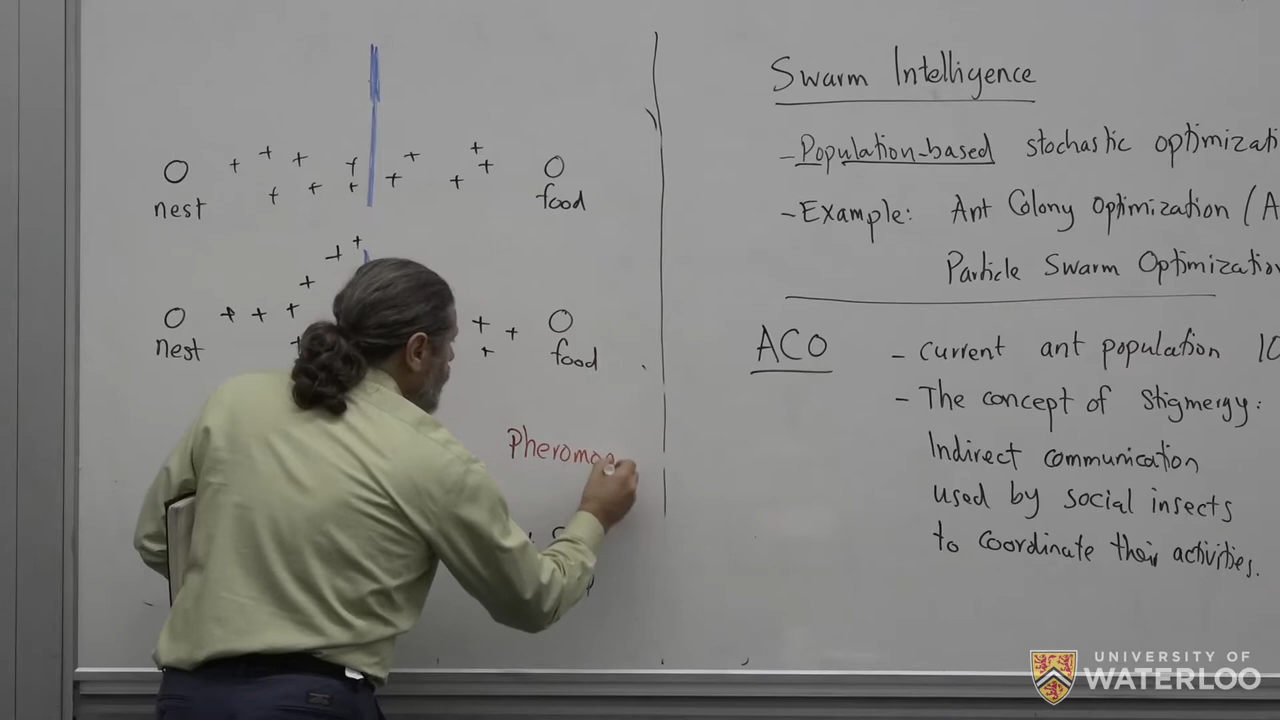 nest
food
nest
food
Pheromo
Swarm Intelligence
- Population-based stochastic optimizati
- Example: Ant Colony Optimization (A
Particle Swarm Optimization
ACO
- Current ant population 10
- The concept of Stigmergy:
Indirect communication
used by social insects
to coordinate their activities.
UNIVERSITY OF
WATERLOO